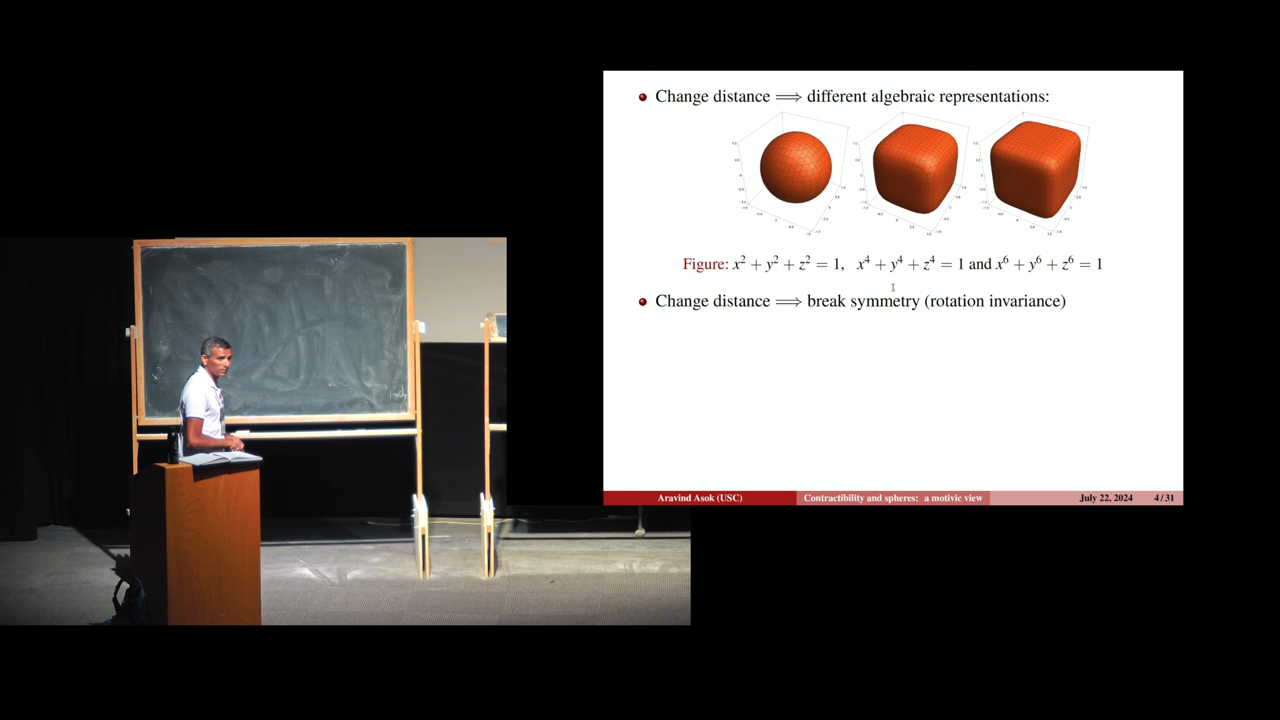 Change distance ⟹ different algebraic representations:
Figure: x² + y² + z² = 1, x⁴ + y⁴ + z⁴ = 1 and x⁶ + y⁶ + z⁶ = 1
Change distance ⟹ break symmetry (rotation invariance)
Aravind Asok (USC) Contractibility and spheres: a motivic view July 22, 2024 4 / 31